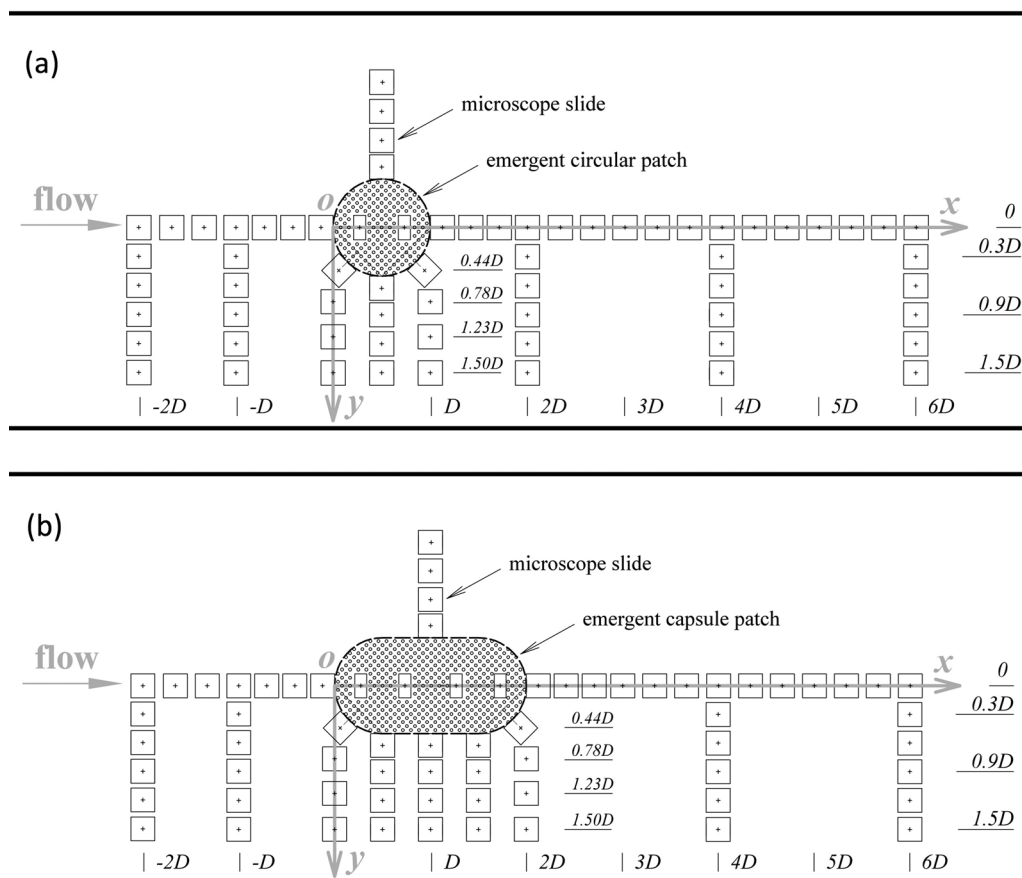 (a)
microscope slide
emergent circular patch
flow
o
x
0
0.3D
0.44D
0.78D
0.9D
1.23D
1.50D
1.5D
| -2D | -D y | D | 2D | 3D | 4D | 5D | 6D
(b)
microscope slide
emergent capsule patch
flow
o
x
0
0.3D
0.44D
0.78D
0.9D
1.23D
1.50D
1.5D
| -2D | -D y | D | 2D | 3D | 4D | 5D | 6D